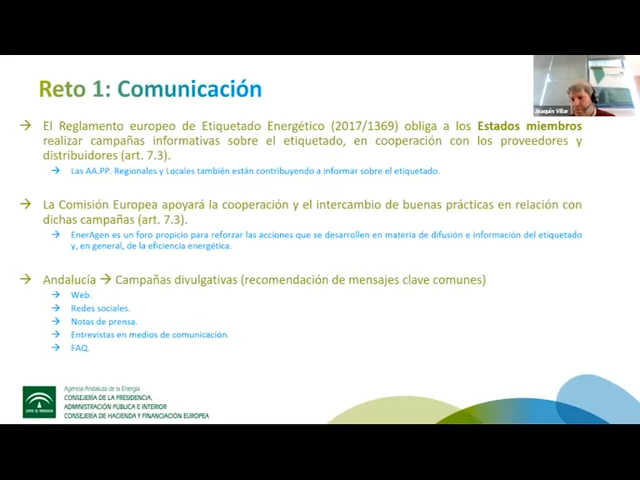 Reto 1: Comunicación
Joaquín Villar
→ El Reglamento europeo de Etiquetado Energético (2017/1369) obliga a los Estados miembros
realizar campañas informativas sobre el etiquetado, en cooperación con los proveedores y
distribuidores (art. 7.3).
→ Las AA.PP. Regionales y Locales también están contribuyendo a informar sobre el etiquetado.
→ La Comisión Europea apoyará la cooperación y el intercambio de buenas prácticas en relación con
dichas campañas (art. 7.3).
→ EnerAgen es un foro propicio para reforzar las acciones que se desarrollen en materia de difusión e información del etiquetado
y, en general, de la eficiencia energética.
→ Andalucía → Campañas divulgativas (recomendación de mensajes clave comunes)
→ Web.
→ Redes sociales.
→ Notas de prensa.
→ Entrevistas en medios de comunicación.
→ FAQ.
Agencia Andaluza de la Energía
CONSEJERÍA DE LA PRESIDENCIA,
ADMINISTRACIÓN PÚBLICA E INTERIOR
CONSEJERÍA DE HACIENDA Y FINANCIACIÓN EUROPEA